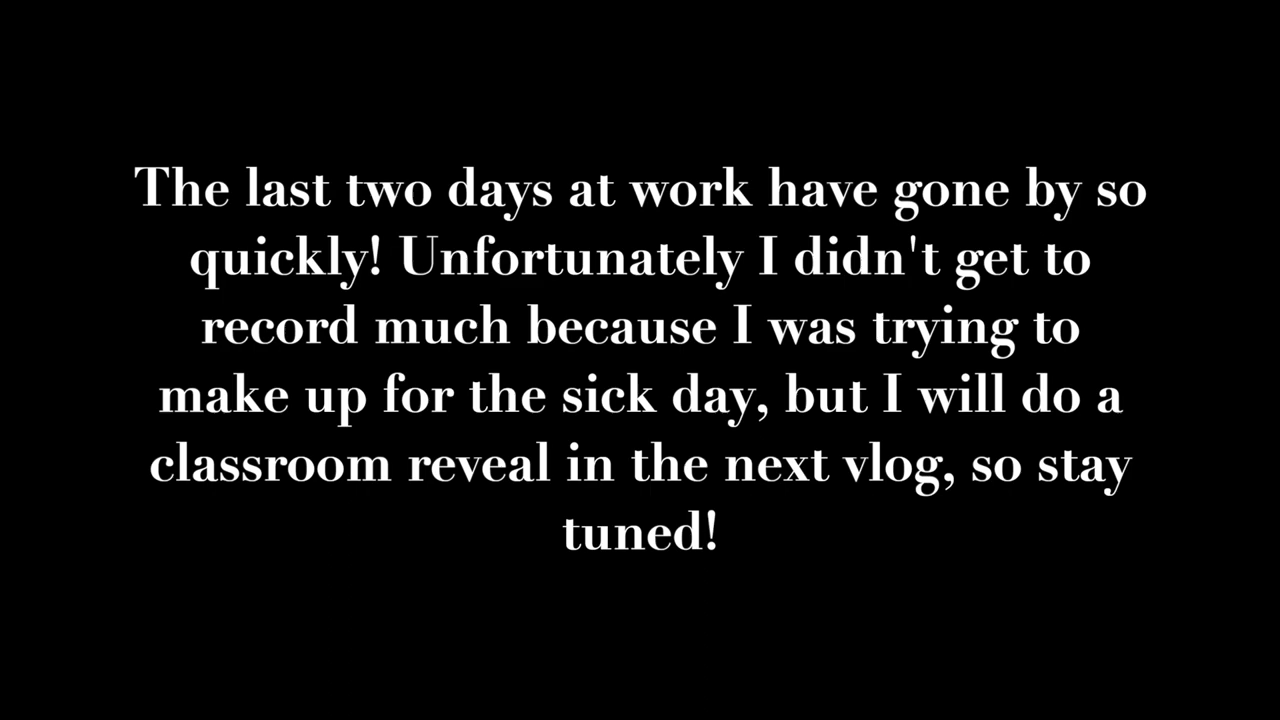 The last two days at work have gone by so
quickly! Unfortunately I didn't get to
record much because I was trying to
make up for the sick day, but I will do a
classroom reveal in the next vlog, so stay
tuned!